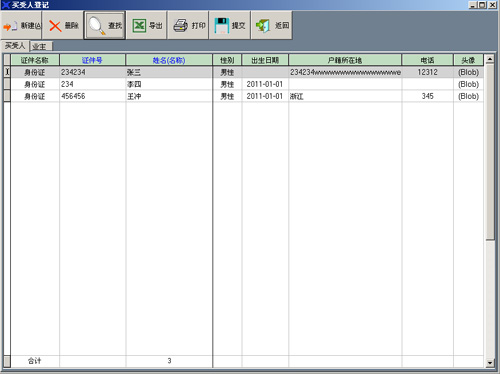 买受人登记
新建[A] 删除 查找 导出 打印 提交 返回
买受人 业主
证件名称 证件号 姓名(名称) 性别 出生日期 户籍所在地 电话 头像
身份证 234234 张三 男性 234234wwwwwwwwwwwwwwwwwe 12312 (Blob)
身份证 234 李四 男性 2011-01-01 (Blob)
身份证 456456 王冲 男性 2011-01-01 浙江 345 (Blob)
合计 3